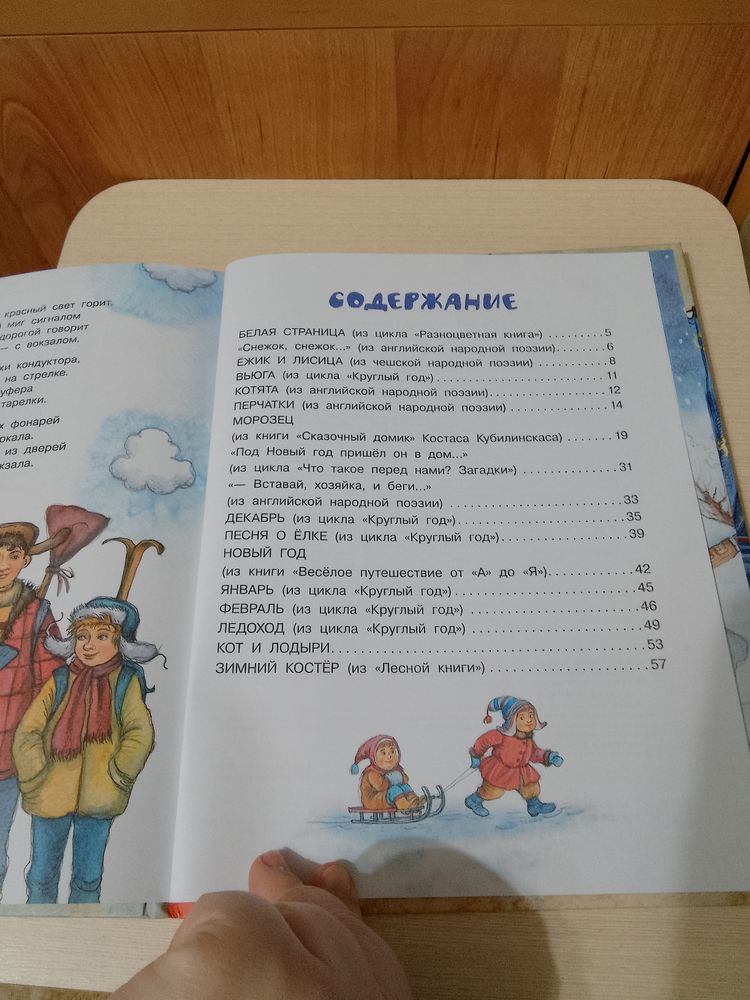 красный свет горит.
миг сигналом
дорогой говорит
— с вокзалом.
кондуктора,
на стрелке.
тарелки.
фонарей
из дверей
СОДЕРЖАНИЕ
БЕЛАЯ СТРАНИЦА (из цикла «Разноцветная книга») . . . . . . . . . 5
«Снежок, снежок...» (из английской народной поэзии) . . . . . . . . 6
ЁЖИК И ЛИСИЦА (из чешской народной поэзии) . . . . . . . . . . . 8
ВЬЮГА (из цикла «Круглый год») . . . . . . . . . . . . . . . . . . . . . . . . 11
КОТЯТА (из английской народной поэзии) . . . . . . . . . . . . . . . . . 12
ПЕРЧАТКИ (из английской народной поэзии) . . . . . . . . . . . . . . 14
МОРОЗЕЦ
(из книги «Сказочный домик» Костаса Кубилинскаса) . . . . . . . 19
«Под Новый год пришёл он в дом...»
(из цикла «Что такое перед нами? Загадки») . . . . . . . . . . . . . . 31
«— Вставай, хозяйка, и беги...»
(из английской народной поэзии) . . . . . . . . . . . . . . . . . . . . . . . 33
ДЕКАБРЬ (из цикла «Круглый год») . . . . . . . . . . . . . . . . . . . . . . 35
ПЕСНЯ О ЁЛКЕ (из цикла «Круглый год») . . . . . . . . . . . . . . . . . 39
НОВЫЙ ГОД
(из книги «Весёлое путешествие от «А» до «Я») . . . . . . . . . . . . 42
ЯНВАРЬ (из цикла «Круглый год») . . . . . . . . . . . . . . . . . . . . . . . 45
ФЕВРАЛЬ (из цикла «Круглый год») . . . . . . . . . . . . . . . . . . . . . . 46
ЛЕДОХОД (из цикла «Круглый год») . . . . . . . . . . . . . . . . . . . . . 49
КОТ И ЛОДЫРИ . . . . . . . . . . . . . . . . . . . . . . . . . . . . . . . . . . . . . . 53
ЗИМНИЙ КОСТЁР (из «Лесной книги») . . . . . . . . . . . . . . . . . . . 57